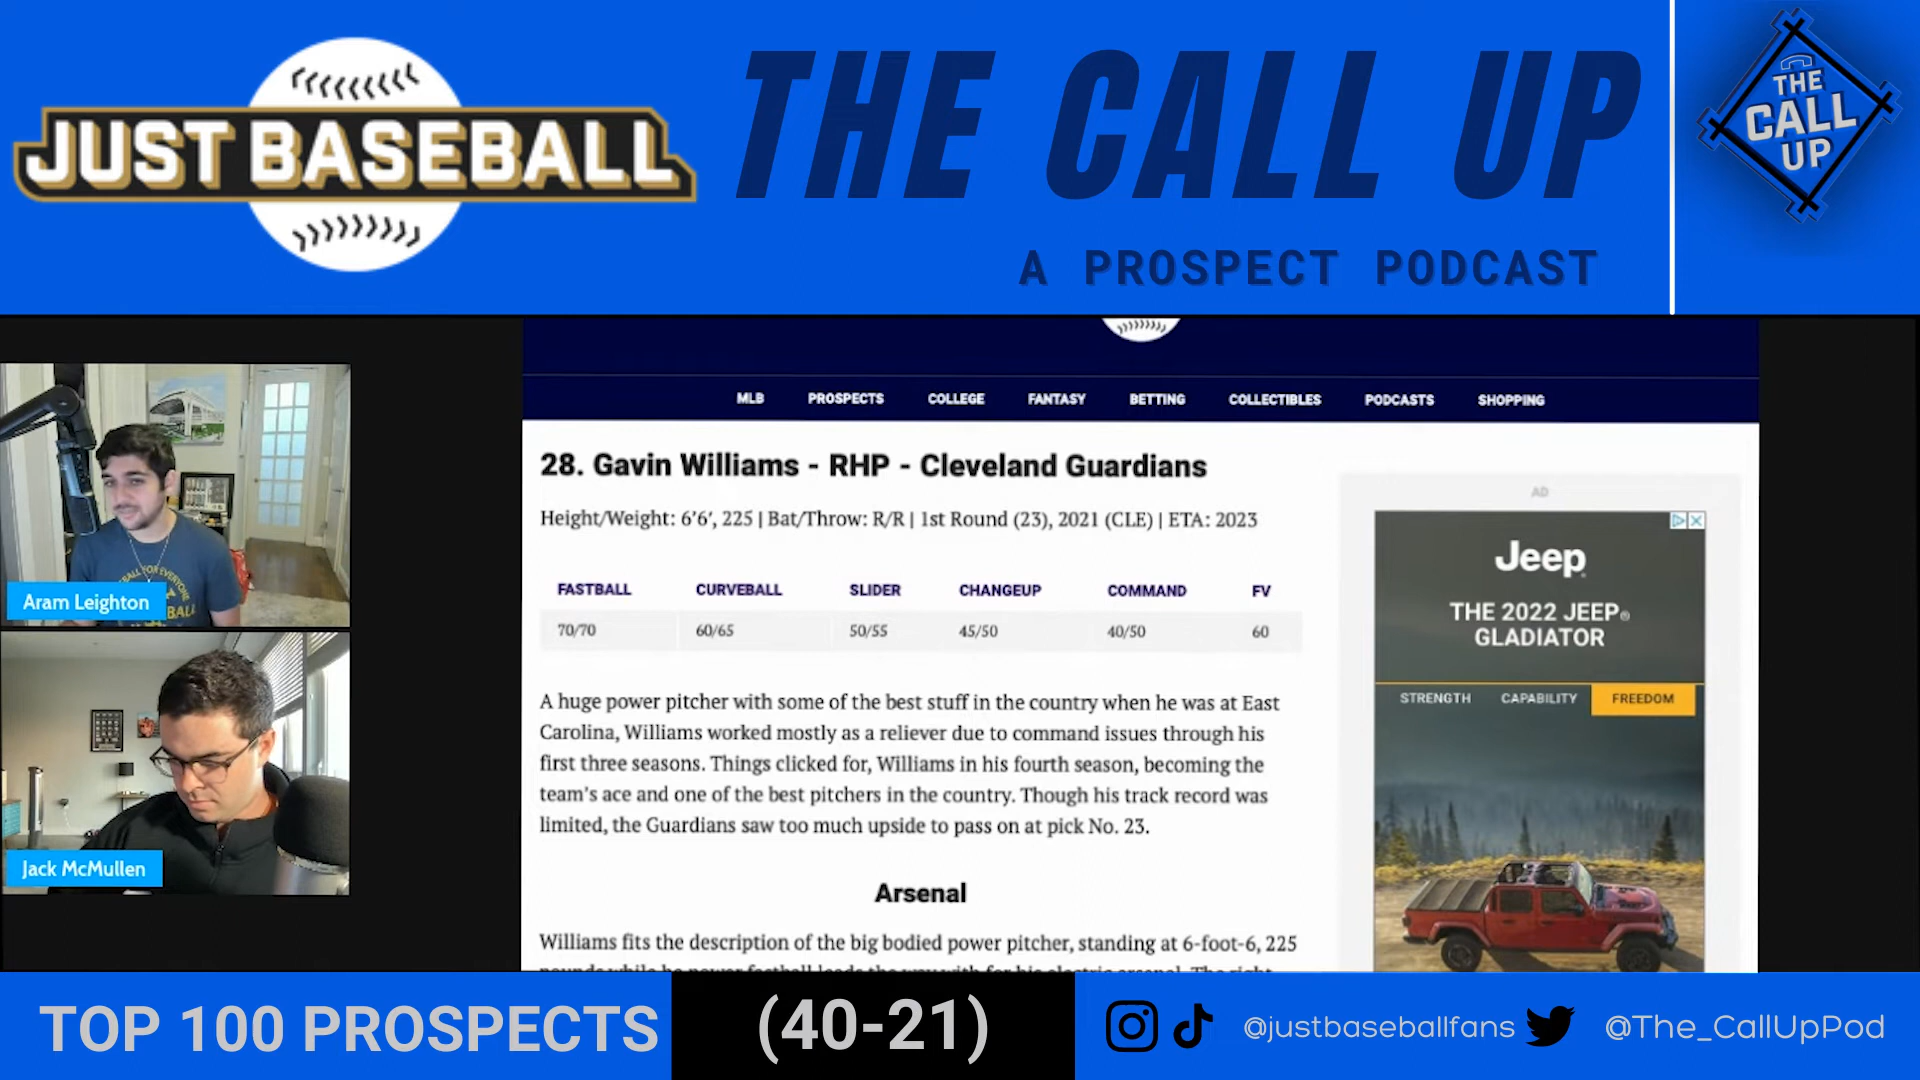 JUST BASEBALL
THE CALL UP
A PROSPECT PODCAST
THE
CALL
UP
MLB PROSPECTS COLLEGE FANTASY BETTING COLLECTIBLES PODCASTS SHOPPING
28. Gavin Williams - RHP - Cleveland Guardians
Height/Weight: 6’6′, 225 | Bat/Throw: R/R | 1st Round (23), 2021 (CLE) | ETA: 2023
FASTBALL CURVEBALL SLIDER CHANGEUP COMMAND FV
70/70 60/65 50/55 45/50 40/50 60
A huge power pitcher with some of the best stuff in the country when he was at East
Carolina, Williams worked mostly as a reliever due to command issues through his
first three seasons. Things clicked for, Williams in his fourth season, becoming the
team’s ace and one of the best pitchers in the country. Though his track record was
limited, the Guardians saw too much upside to pass on at pick No. 23.
Arsenal
Williams fits the description of the big bodied power pitcher, standing at 6-foot-6, 225
AD
Jeep
THE 2022 JEEP®
GLADIATOR
STRENGTH CAPABILITY FREEDOM
Aram Leighton
Jack McMullen
TOP 100 PROSPECTS
(40-21)
@justbaseballfans
@The_CallUpPod